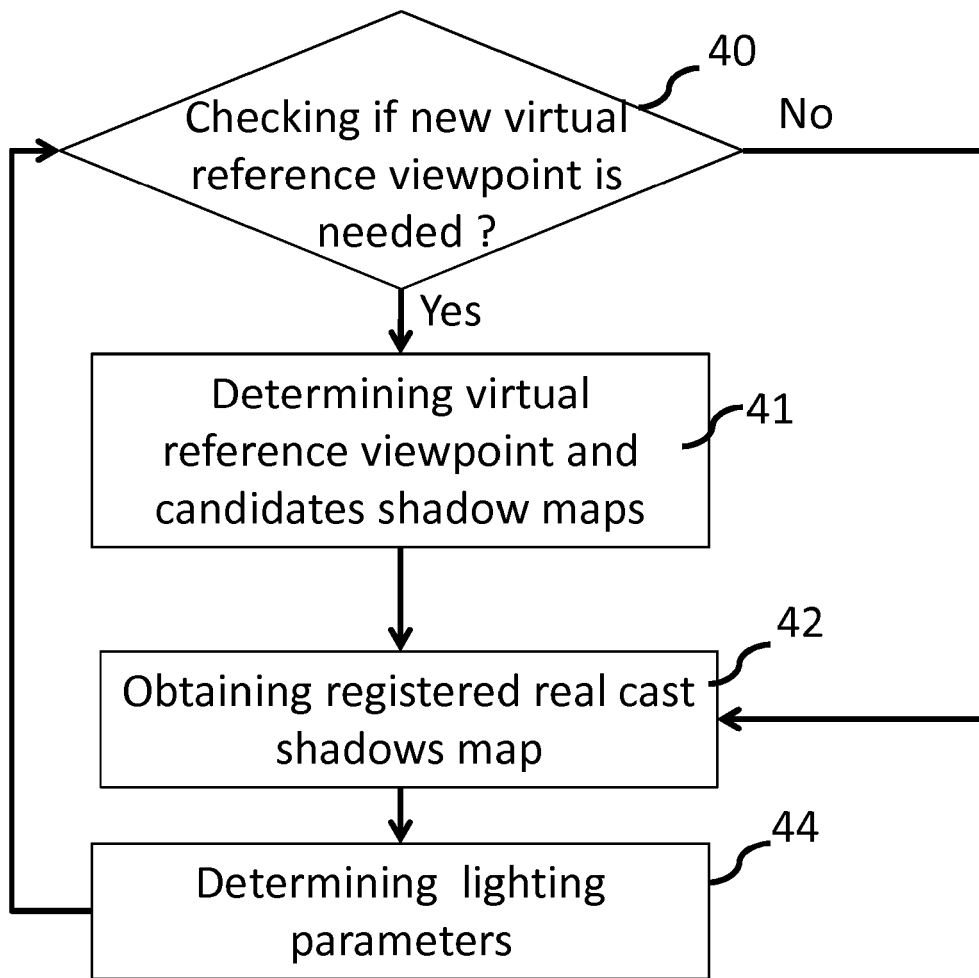 40
Checking if new virtual
reference viewpoint is
needed ?
No
Yes
Determining virtual
reference viewpoint and
candidates shadow maps
41
42
Obtaining registered real cast
shadows map
44
Determining lighting
parameters